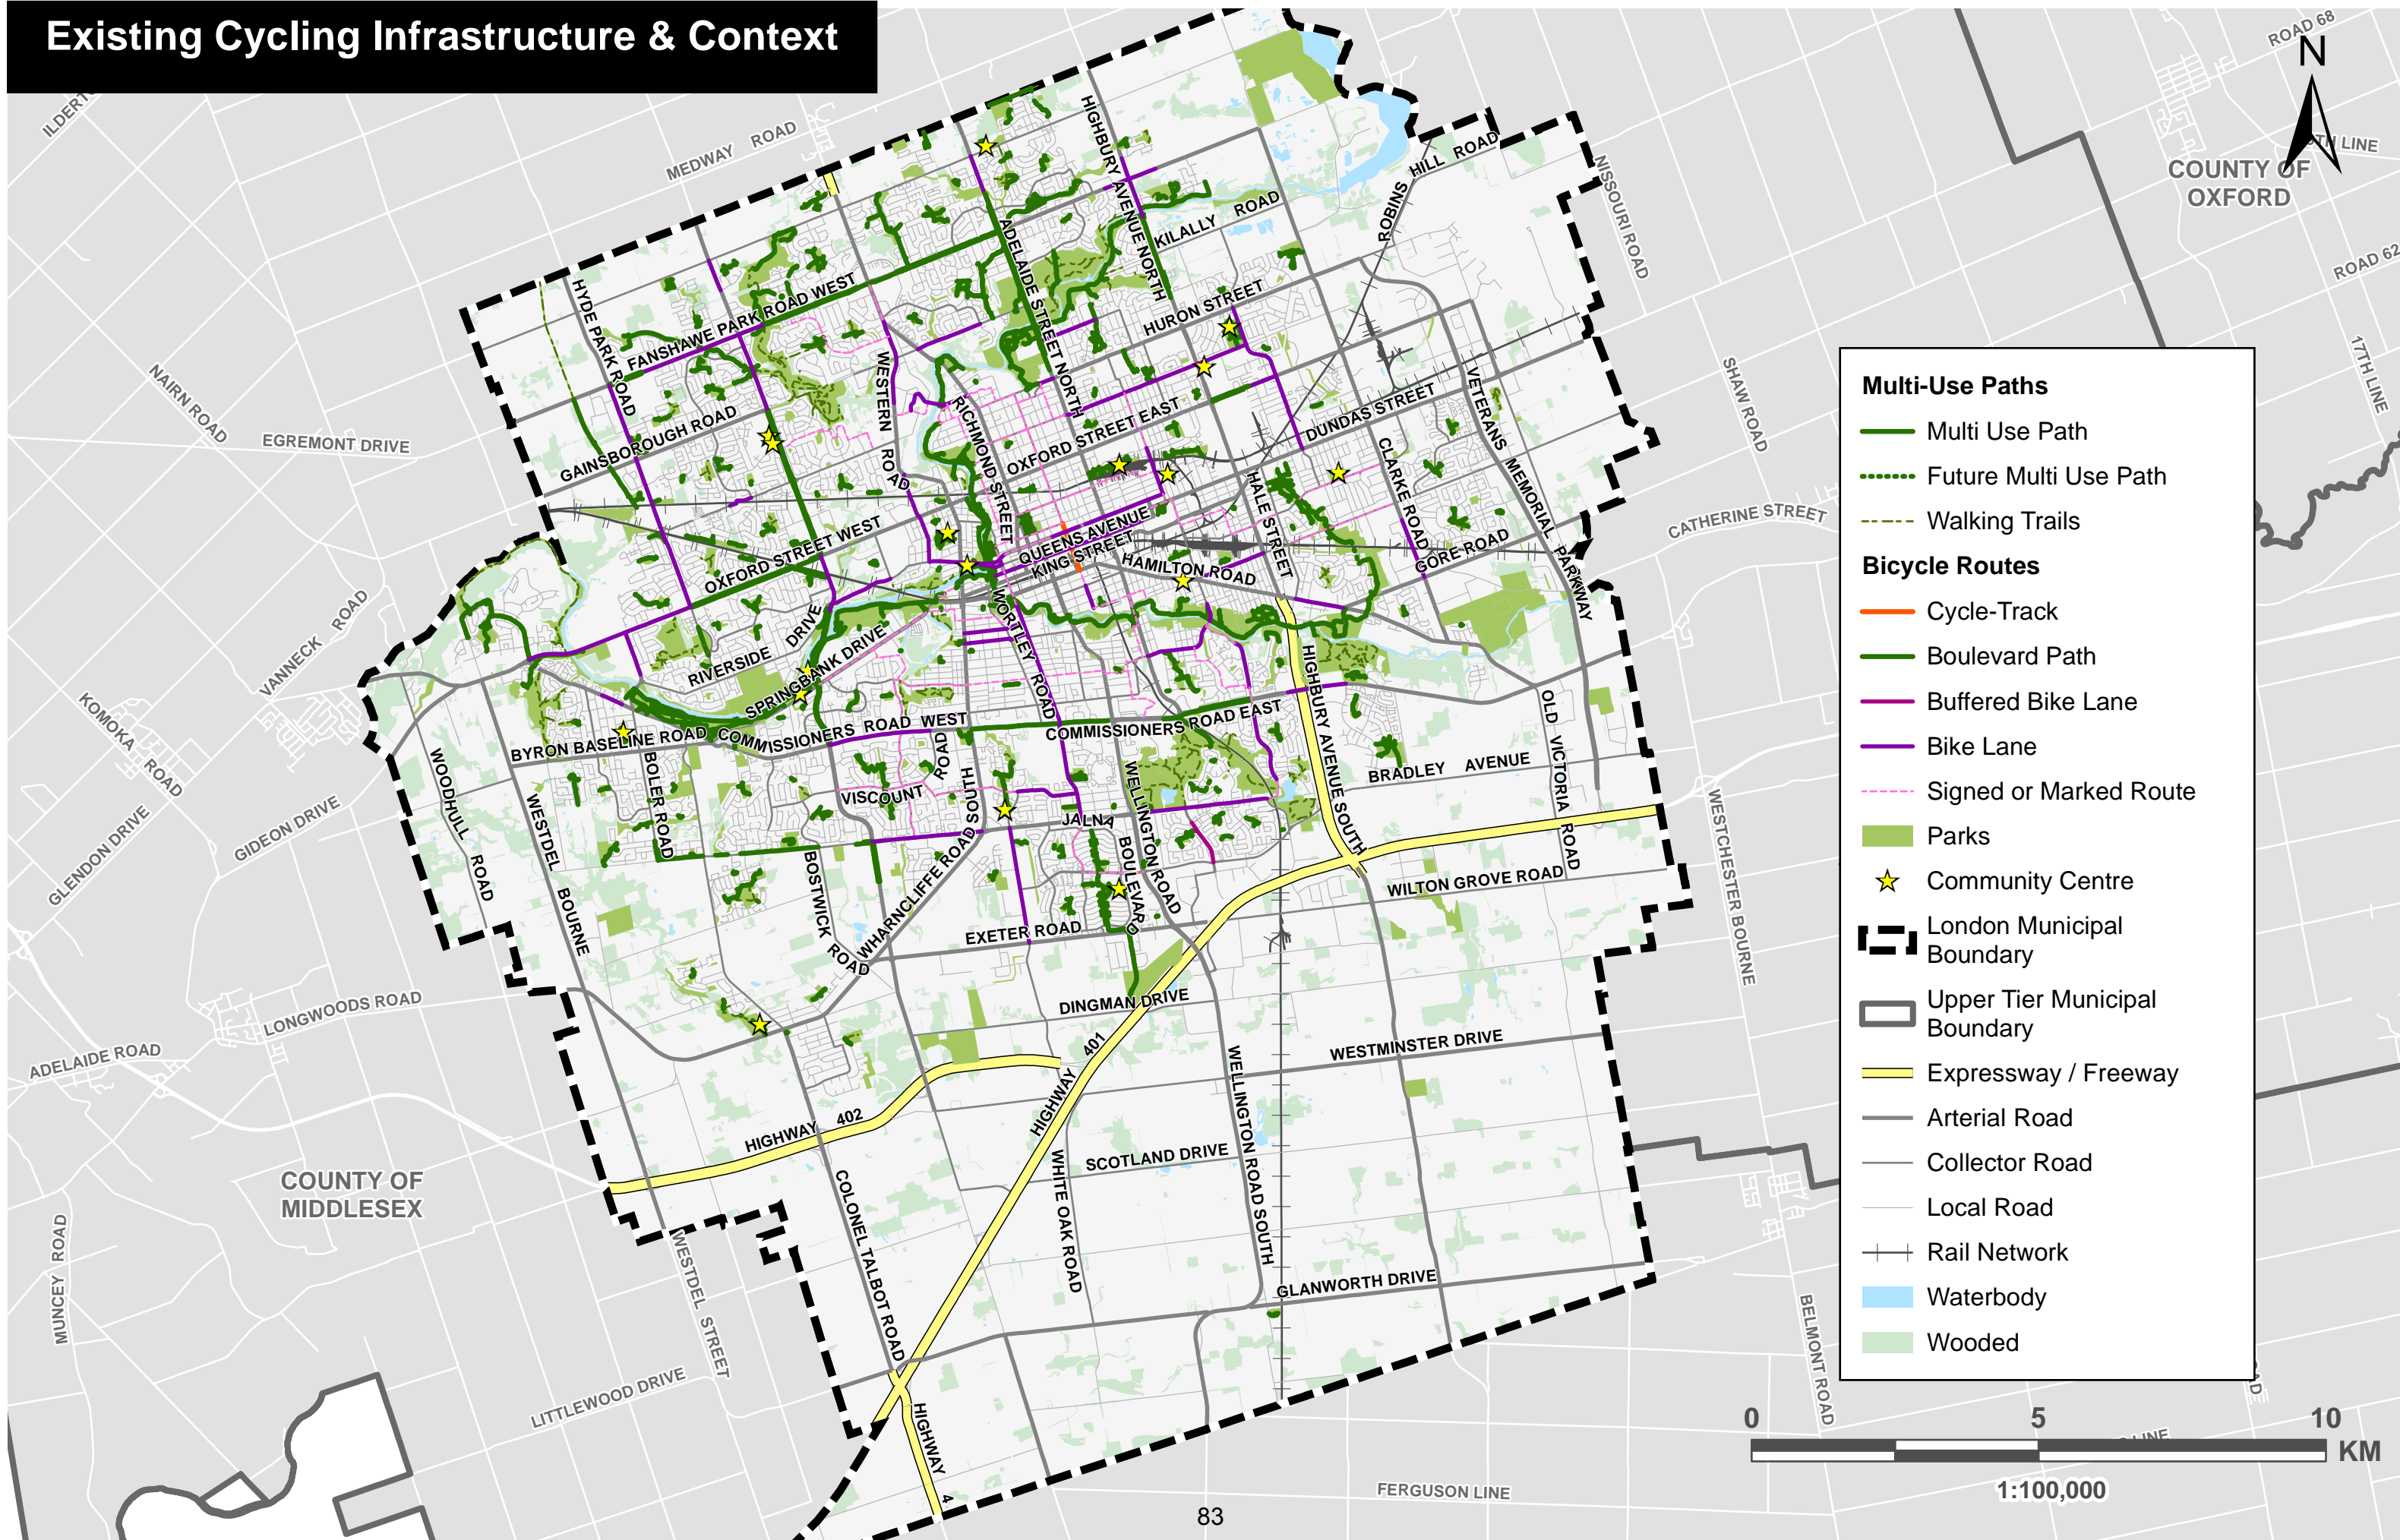 Existing Cycling Infrastructure & Context
N
ROAD 68
COUNTY OF
OXFORD
ROAD 62
17TH LINE
MEDWAY ROAD
NISSOURI ROAD
SHAW ROAD
CATHERINE STREET
NAIRN ROAD
EGREMONT DRIVE
VANNECK ROAD
KOMOKA ROAD
GLENDON DRIVE
GIDEON DRIVE
LONGWOODS ROAD
ADELAIDE ROAD
COUNTY OF
MIDDLESEX
MUNCEY ROAD
WESTDEL STREET
LITTLEWOOD DRIVE
WESTCHESTER BOURNE
BELMONT ROAD
FERGUSON LINE
HIGHBURY AVENUE NORTH
ROBINS HILL ROAD
KILALLY ROAD
ADELAIDE STREET NORTH
HYDE PARK ROAD
FANSHAWE PARK ROAD WEST
HURON STREET
WESTERN ROAD
GAINSBOROUGH ROAD
RICHMOND STREET
OXFORD STREET EAST
DUNDAS STREET
VETERANS MEMORIAL PARKWAY
CLARKE ROAD
HALE STREET
QUEENS AVENUE
KING STREET
HAMILTON ROAD
GORE ROAD
OXFORD STREET WEST
RIVERSIDE DRIVE
SPRINGBANK DRIVE
WORTLEY ROAD
HIGHBURY AVENUE SOUTH
COMMISSIONERS ROAD WEST
COMMISSIONERS ROAD EAST
BYRON BASELINE ROAD
WOODHULL ROAD
WESTDEL BOURNE
BOLER ROAD
VISCOUNT ROAD
JALNA BOULEVARD
WELLINGTON ROAD
BRADLEY AVENUE
OLD VICTORIA ROAD
WILTON GROVE ROAD
BOSTWICK ROAD
WHARNCLIFFE ROAD SOUTH
EXETER ROAD
DINGMAN DRIVE
WESTMINSTER DRIVE
HIGHWAY 401
HIGHWAY 402
SCOTLAND DRIVE
WELLINGTON ROAD SOUTH
WHITE OAK ROAD
COLONEL TALBOT ROAD
GLANWORTH DRIVE
HIGHWAY 4
Multi-Use Paths
Multi Use Path
Future Multi Use Path
Walking Trails
Bicycle Routes
Cycle-Track
Boulevard Path
Buffered Bike Lane
Bike Lane
Signed or Marked Route
Parks
Community Centre
London Municipal
Boundary
Upper Tier Municipal
Boundary
Expressway / Freeway
Arterial Road
Collector Road
Local Road
Rail Network
Waterbody
Wooded
0 5 10
KM
1:100,000
83